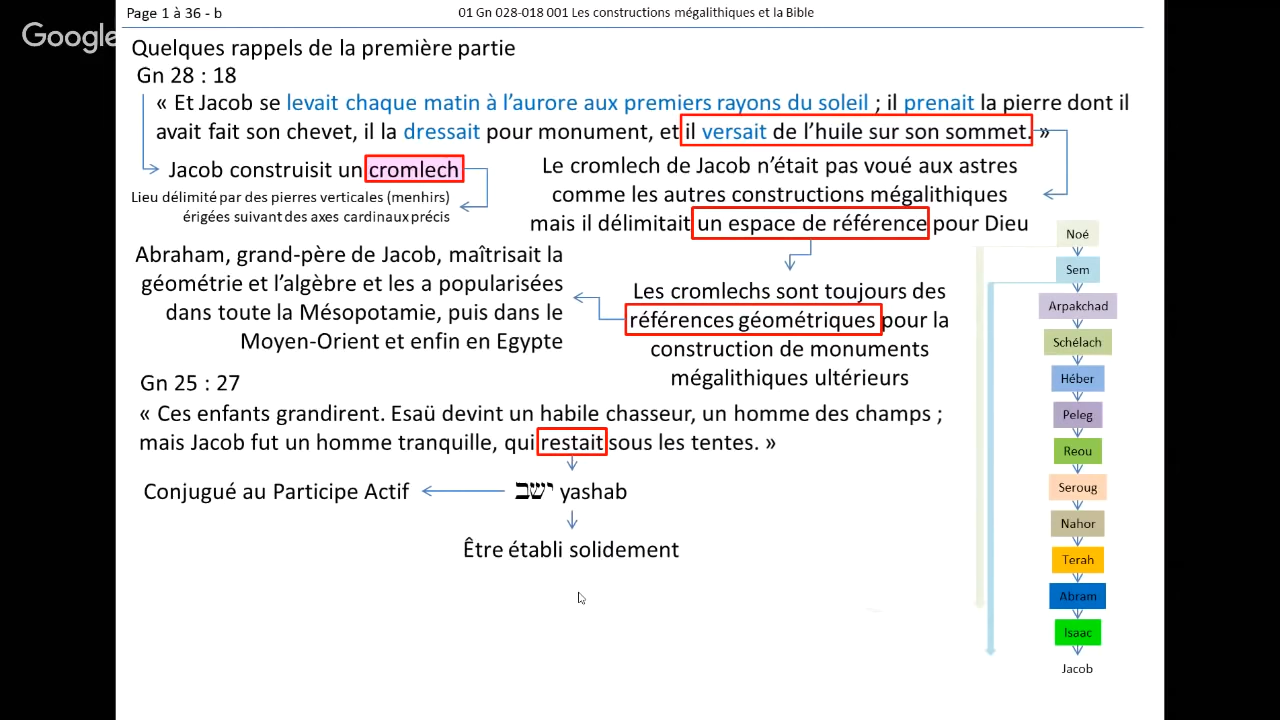 Google
Page 1 à 36 - b
01 Gn 028-018 001 Les constructions mégalithiques et la Bible
Quelques rappels de la première partie
Gn 28 : 18
« Et Jacob se levait chaque matin à l’aurore aux premiers rayons du soleil ; il prenait la pierre dont il
avait fait son chevet, il la dressait pour monument, et il versait de l’huile sur son sommet. »
Jacob construisit un cromlech
Lieu délimité par des pierres verticales (menhirs)
érigées suivant des axes cardinaux précis
Le cromlech de Jacob n’était pas voué aux astres
comme les autres constructions mégalithiques
mais il délimitait un espace de référence pour Dieu
Abraham, grand-père de Jacob, maîtrisait la
géométrie et l’algèbre et les a popularisées
dans toute la Mésopotamie, puis dans le
Moyen-Orient et enfin en Egypte
Les cromlechs sont toujours des
références géométriques pour la
construction de monuments
mégalithiques ultérieurs
Gn 25 : 27
« Ces enfants grandirent. Esaü devint un habile chasseur, un homme des champs ;
mais Jacob fut un homme tranquille, qui restait sous les tentes. »
Conjugué au Participe Actif
ישב yashab
Être établi solidement
Noé
Sem
Arpakchad
Schélach
Héber
Peleg
Reou
Seroug
Nahor
Terah
Abram
Isaac
Jacob